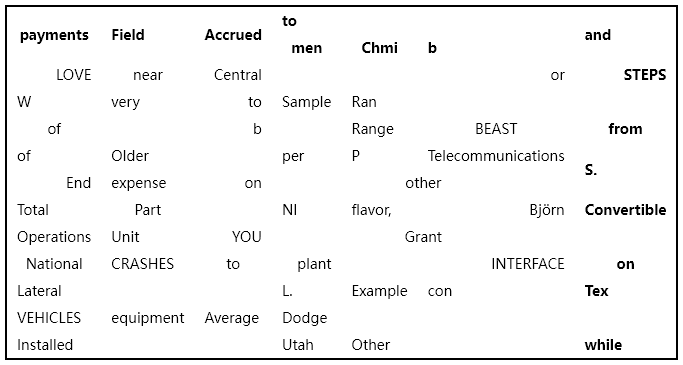 payments Field Accrued to and
men Chmi b
LOVE near Central or STEPS
W very to Sample Ran
of b Range BEAST from
of Older per P Telecommunications S.
End expense on other
Total Part NI flavor, Björn Convertible
Operations Unit YOU Grant
National CRASHES to plant INTERFACE on
Lateral L. Example con Tex
VEHICLES equipment Average Dodge
Installed Utah Other while